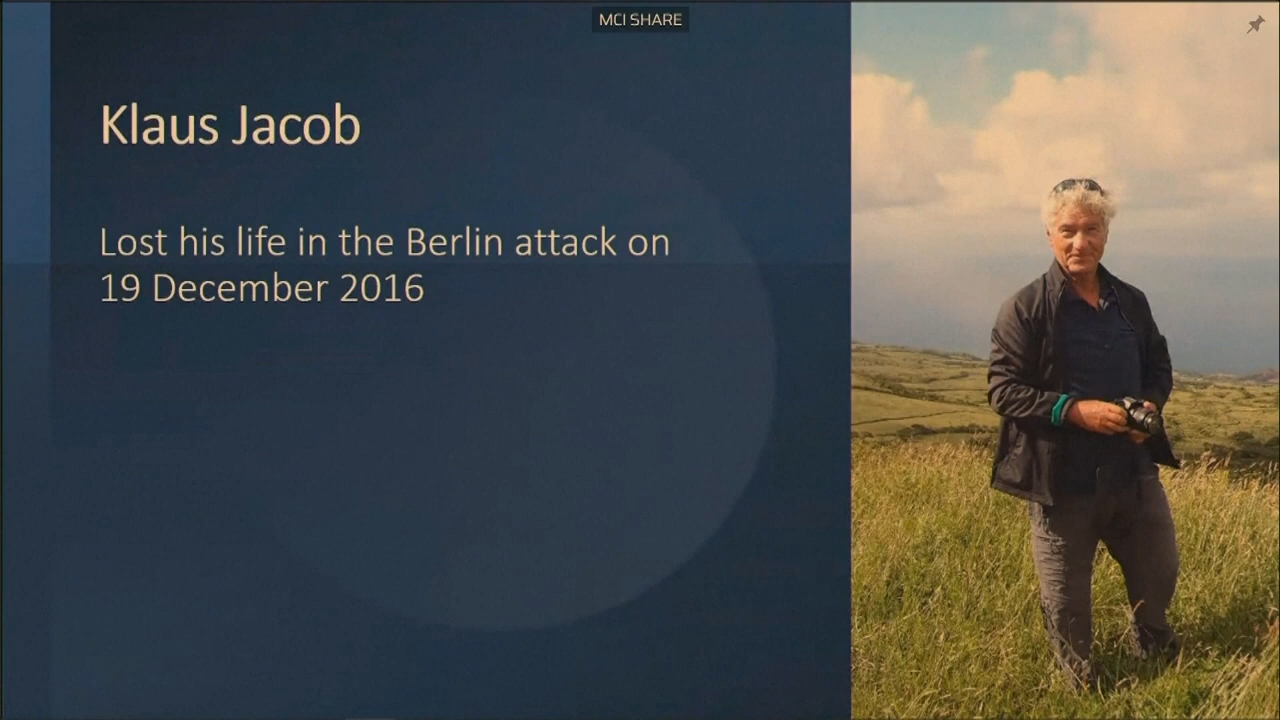 MCI SHARE
Klaus Jacob
Lost his life in the Berlin attack on
19 December 2016